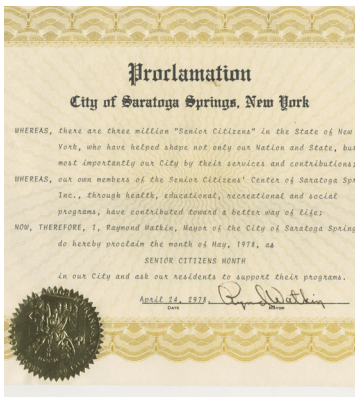 Proclamation
City of Saratoga Springs, New York
WHEREAS, there are three million "Senior Citizens" in the State of New
York, who have helped shape not only our Nation and State, but
most importantly our City by their services and contributions;
WHEREAS, our own members of the Senior Citizens' Center of Saratoga Spr
Inc., through health, educational, recreational and social
programs, have contributed toward a better way of life;
NOW, THEREFORE, I, Raymond Watkin, Mayor of the City of Saratoga Spring
do hereby proclaim the month of May, 1978, as
SENIOR CITIZENS MONTH
in our City and ask our residents to support their programs.
April 24, 1978
DATE MAYOR